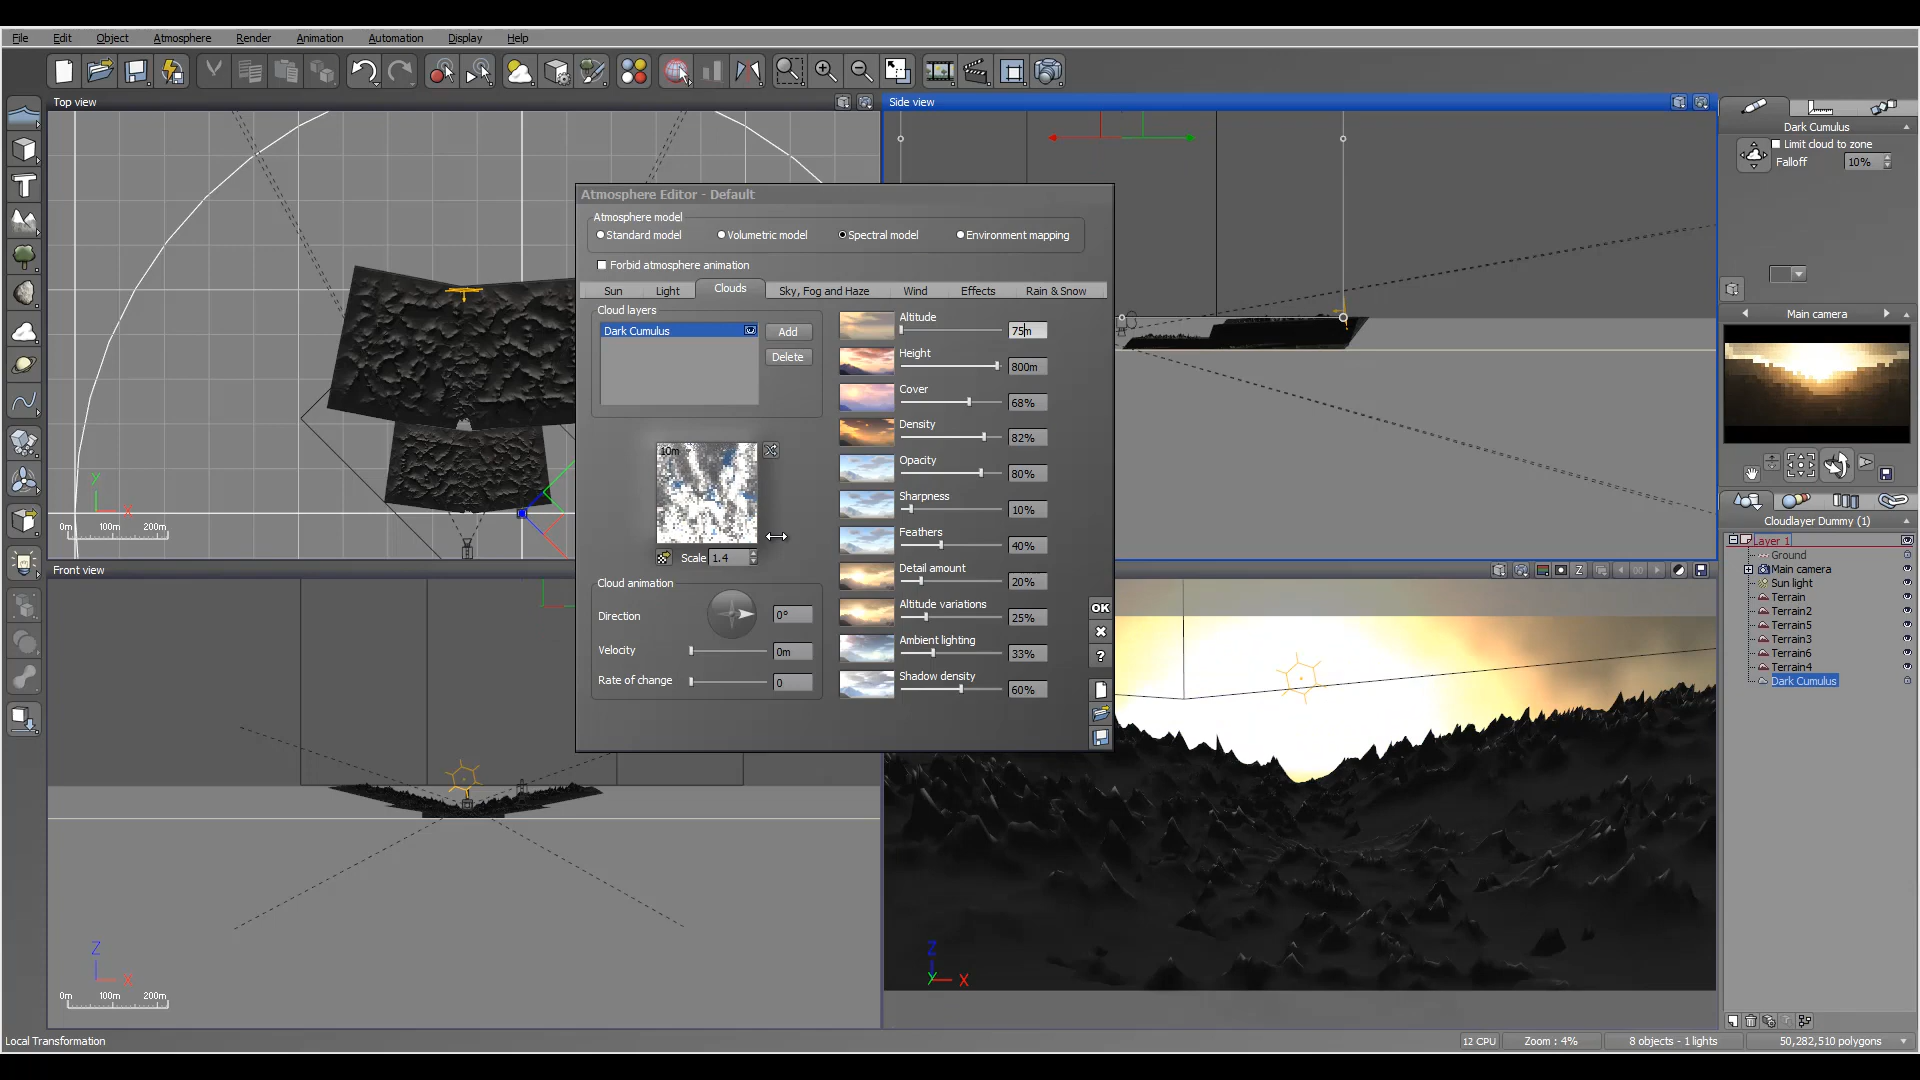 File Edit Object Atmosphere Render Animation Automation Display Help
Top view
Side view
Dark Cumulus
Limit cloud to zone
Falloff 10%
Atmosphere Editor - Default
Atmosphere model
Standard model Volumetric model Spectral model Environment mapping
Forbid atmosphere animation
Sun Light Clouds Sky, Fog and Haze Wind Effects Rain & Snow
Cloud layers
Dark Cumulus
Add
Delete
10m
Scale 1.4
Cloud animation
Direction 0°
Velocity 0m
Rate of change 0
Altitude
75m
Height
800m
Cover
68%
Density
82%
Opacity
80%
Sharpness
10%
Feathers
40%
Detail amount
20%
Altitude variations
25%
Ambient lighting
33%
Shadow density
60%
OK
?
Main camera
Cloudlayer Dummy (1)
Layer 1
Ground
Main camera
Sun light
Terrain
Terrain2
Terrain5
Terrain3
Terrain6
Terrain4
Dark Cumulus
Y
X
0m 100m 200m
Front view
Z
Z
X
0m 100m 200m
Z
Y X
Local Transformation
12 CPU Zoom : 4% 8 objects - 1 lights 50,282,510 polygons